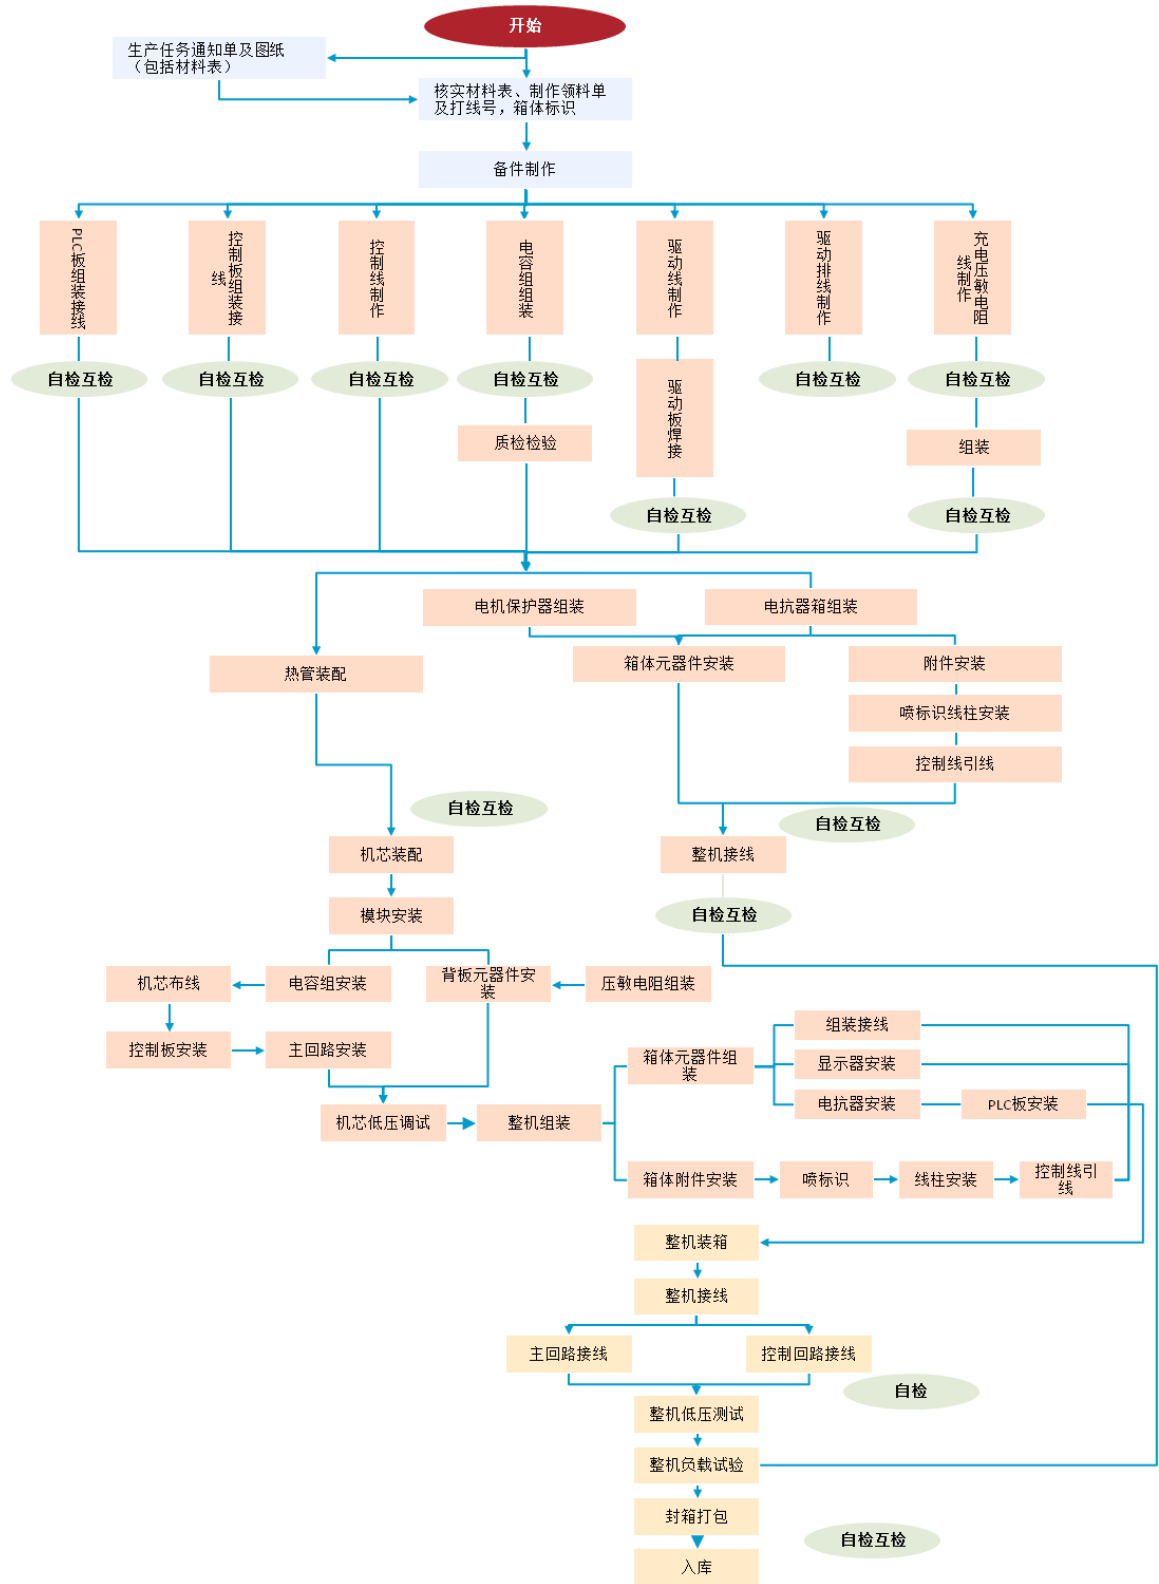 开始
生产任务通知单及图纸
（包括材料表）
核实材料表、制作领料单
及打线号，箱体标识
备件制作
PLC板组装接线
控制板组装接
线
控制线制作
电容组组装
驱动线制作
驱动排线制作
充电压敏电阻
线制作
自检互检
自检互检
自检互检
自检互检
驱动板焊接
自检互检
自检互检
质检检验
组装
自检互检
自检互检
电机保护器组装
电抗器箱组装
热管装配
箱体元器件安装
附件安装
喷标识线柱安装
控制线引线
自检互检
自检互检
机芯装配
整机接线
模块安装
自检互检
机芯布线
电容组安装
背板元器件安
装
压敏电阻组装
控制板安装
主回路安装
箱体元器件组
装
组装接线
显示器安装
电抗器安装
PLC板安装
机芯低压调试
整机组装
箱体附件安装
喷标识
线柱安装
控制线引
线
整机装箱
整机接线
主回路接线
控制回路接线
自检
整机低压测试
整机负载试验
封箱打包
自检互检
入库